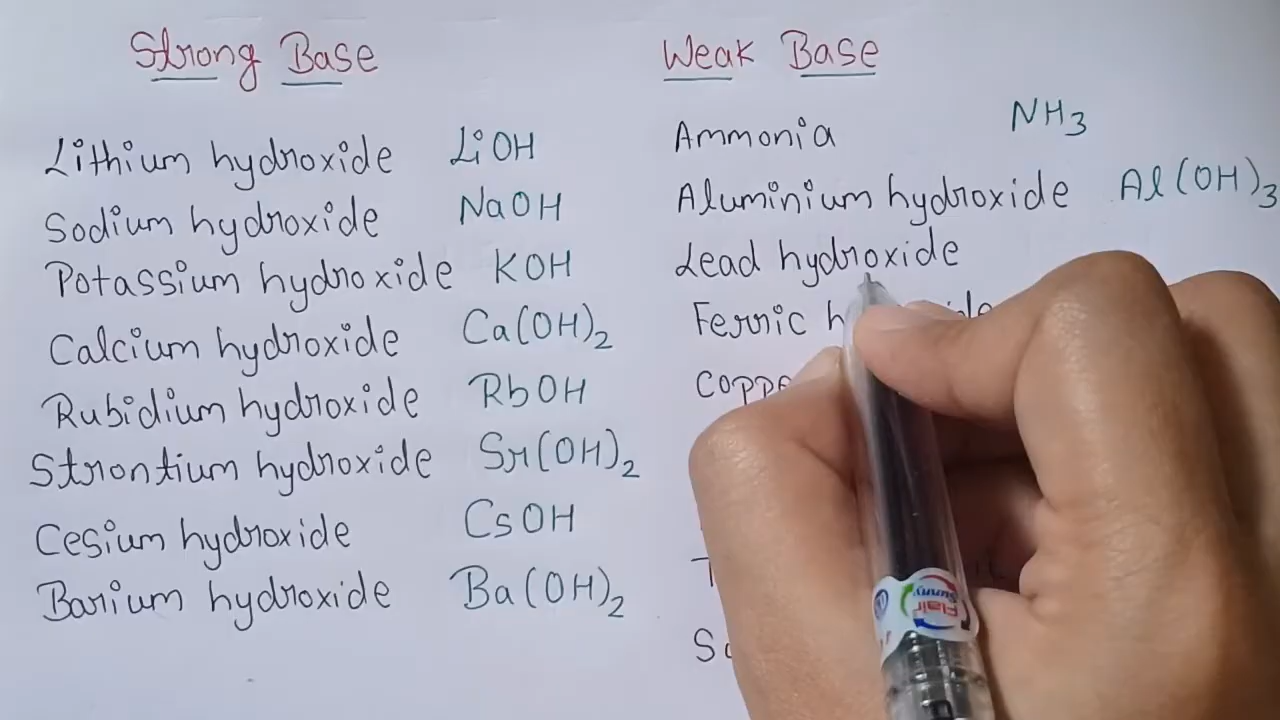 Strong Base
Lithium hydroxide LiOH
Sodium hydroxide NaOH
Potassium hydroxide KOH
Calcium hydroxide Ca(OH)2
Rubidium hydroxide RbOH
Strontium hydroxide Sr(OH)2
Cesium hydroxide CsOH
Barium hydroxide Ba(OH)2
Weak Base
Ammonia NH3
Aluminium hydroxide Al(OH)3
Lead hydroxide
Ferric
Flair
Sunny